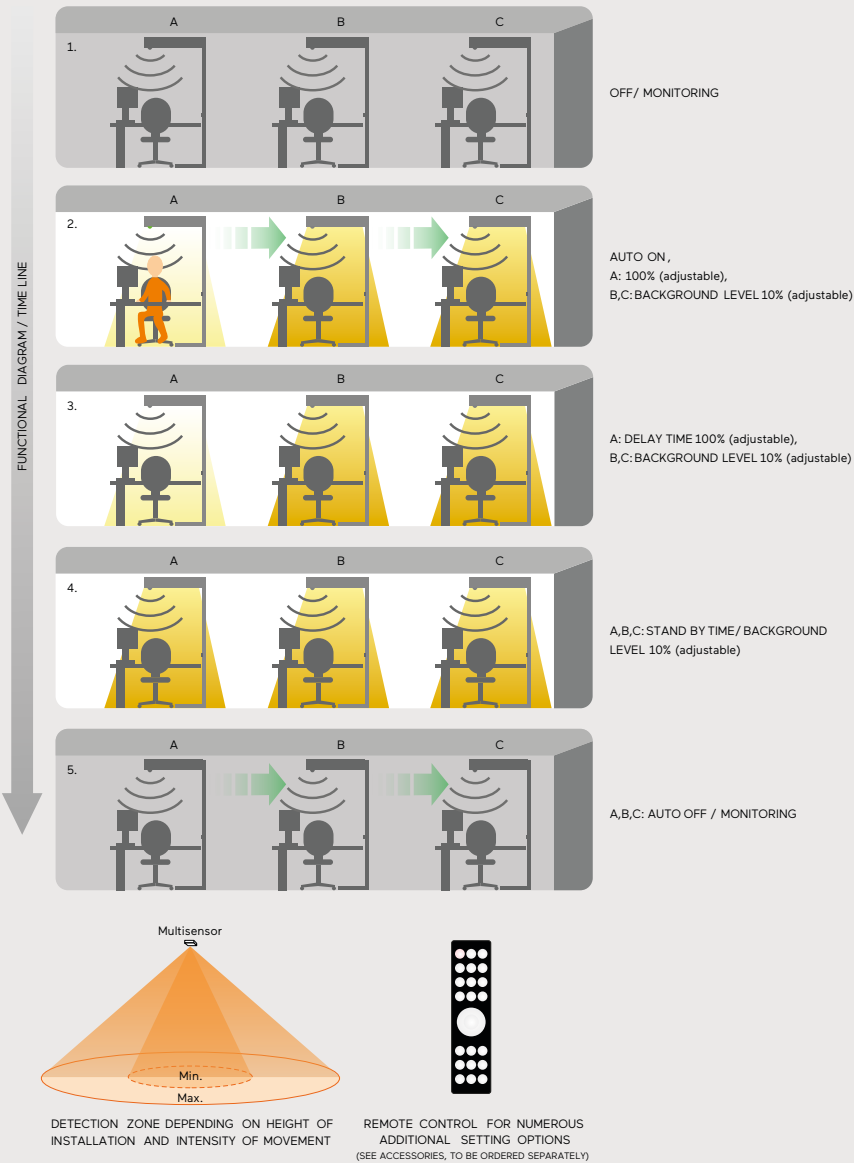 FUNCTIONAL DIAGRAM / TIME LINE
A B C
1.
OFF/ MONITORING
A B C
2.
AUTO ON,
A: 100% (adjustable),
B,C: BACKGROUND LEVEL 10% (adjustable)
A B C
3.
A: DELAY TIME 100% (adjustable),
B,C: BACKGROUND LEVEL 10% (adjustable)
A B C
4.
A,B,C: STAND BY TIME/ BACKGROUND
LEVEL 10% (adjustable)
A B C
5.
A,B,C: AUTO OFF / MONITORING
Multisensor
Min.
Max.
DETECTION ZONE DEPENDING ON HEIGHT OF
INSTALLATION AND INTENSITY OF MOVEMENT
REMOTE CONTROL FOR NUMEROUS
ADDITIONAL SETTING OPTIONS
(SEE ACCESSORIES, TO BE ORDERED SEPARATELY)